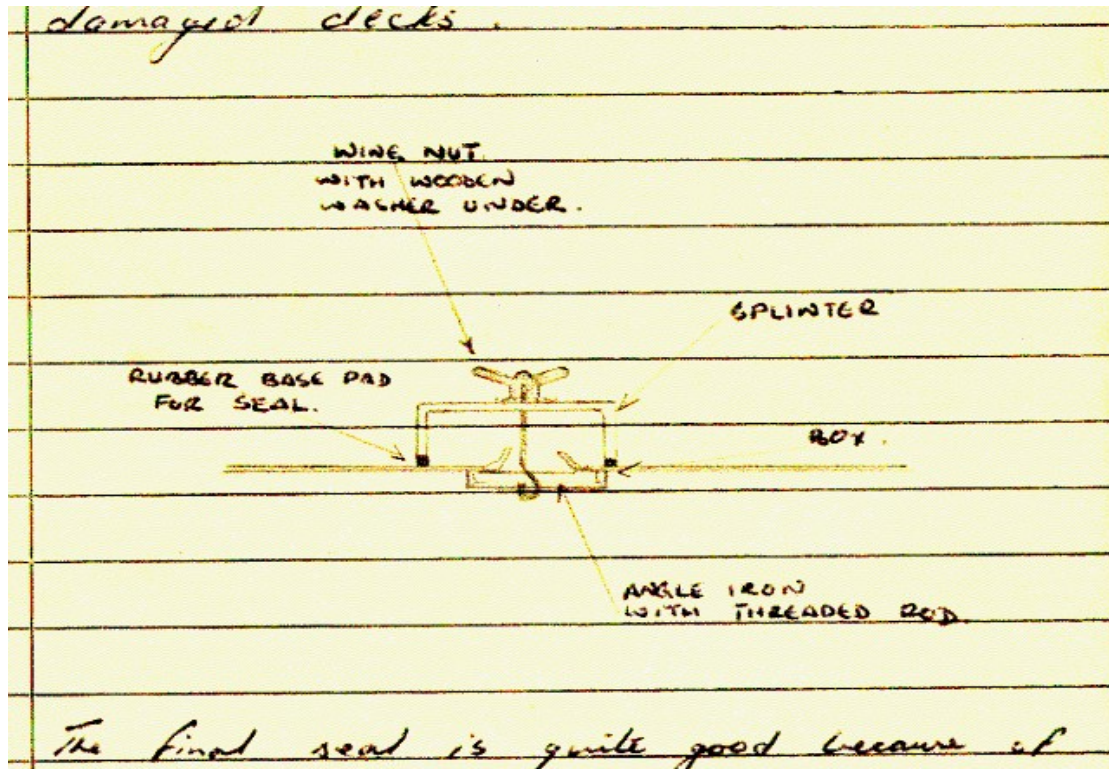 damaged decks.
WING NUT.
WITH WOODEN
WASHER UNDER.
SPLINTER
RUBBER BASE PAD
FOR SEAL.
BOX.
ANGLE IRON
WITH THREADED ROD.
The final seal is quite good because of